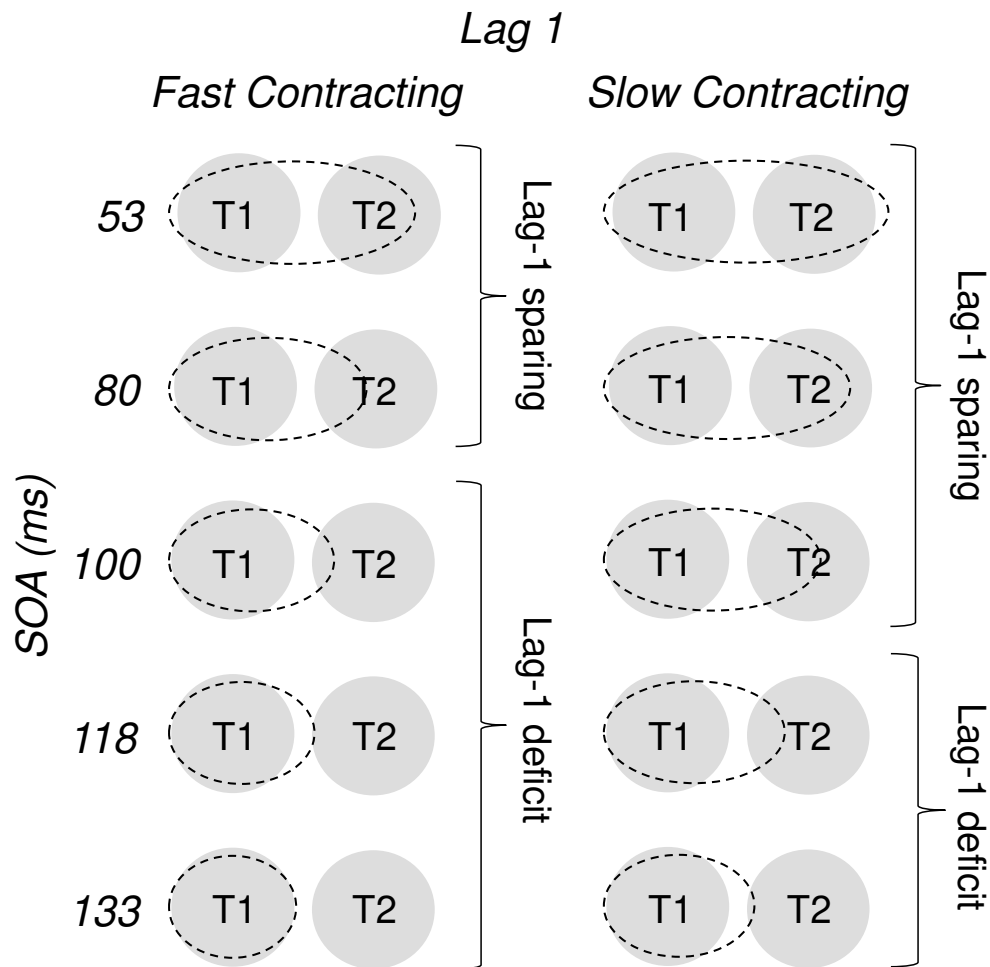 Lag 1
Fast Contracting Slow Contracting
53 T1 T2 T1 T2
Lag-1 sparing
80 T1 T2 T1 T2
Lag-1 sparing
SOA (ms)
100 T1 T2 T1 T2
118 T1 T2 T1 T2
Lag-1 deficit
Lag-1 deficit
133 T1 T2 T1 T2